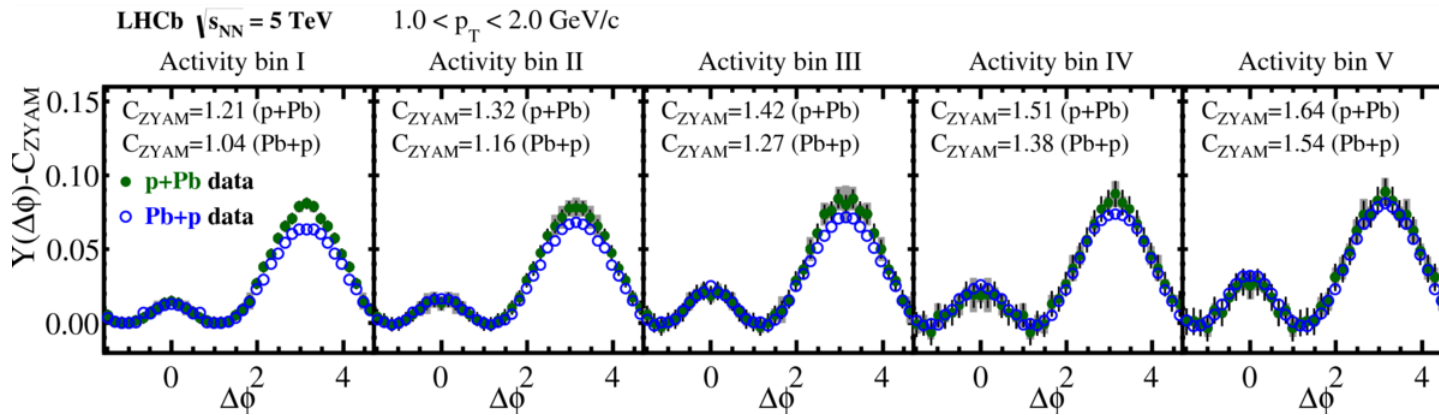 LHCb √sNN = 5 TeV 1.0 < pT < 2.0 GeV/c
Activity bin I Activity bin II Activity bin III Activity bin IV Activity bin V
Y(Δϕ)-CZYAM
0.15
0.10
0.05
0.00
CZYAM=1.21 (p+Pb)
CZYAM=1.04 (Pb+p)
p+Pb data
Pb+p data
CZYAM=1.32 (p+Pb)
CZYAM=1.16 (Pb+p)
CZYAM=1.42 (p+Pb)
CZYAM=1.27 (Pb+p)
CZYAM=1.51 (p+Pb)
CZYAM=1.38 (Pb+p)
CZYAM=1.64 (p+Pb)
CZYAM=1.54 (Pb+p)
0 2 4 0 2 4 0 2 4 0 2 4 0 2 4
Δϕ Δϕ Δϕ Δϕ Δϕ